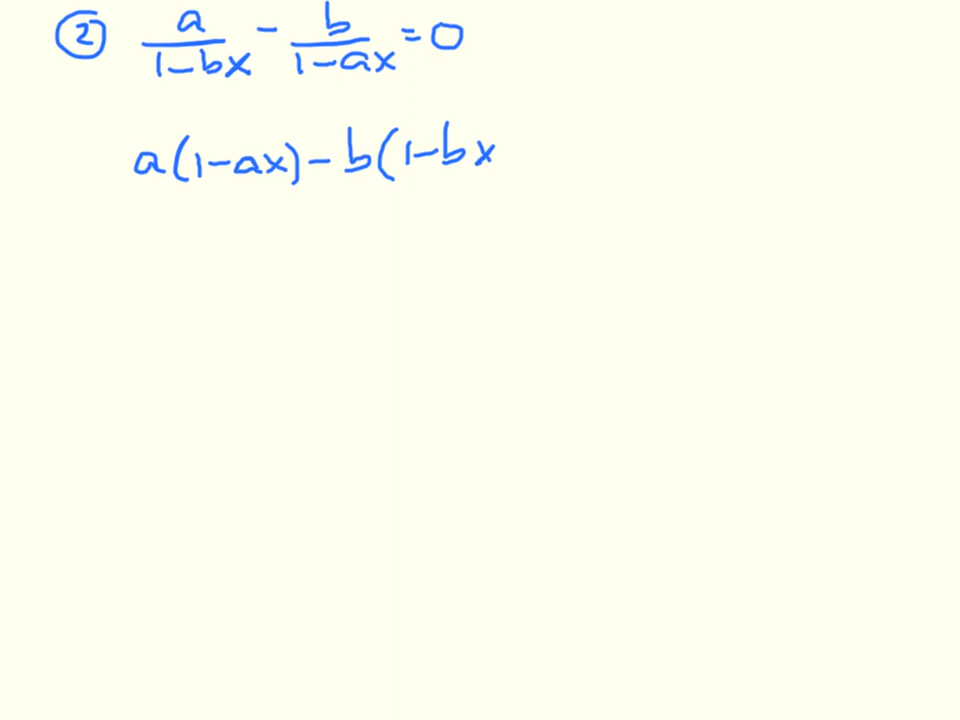 ② a/(1-bx) - b/(1-ax) = 0
a(1-ax) - b(1-bx